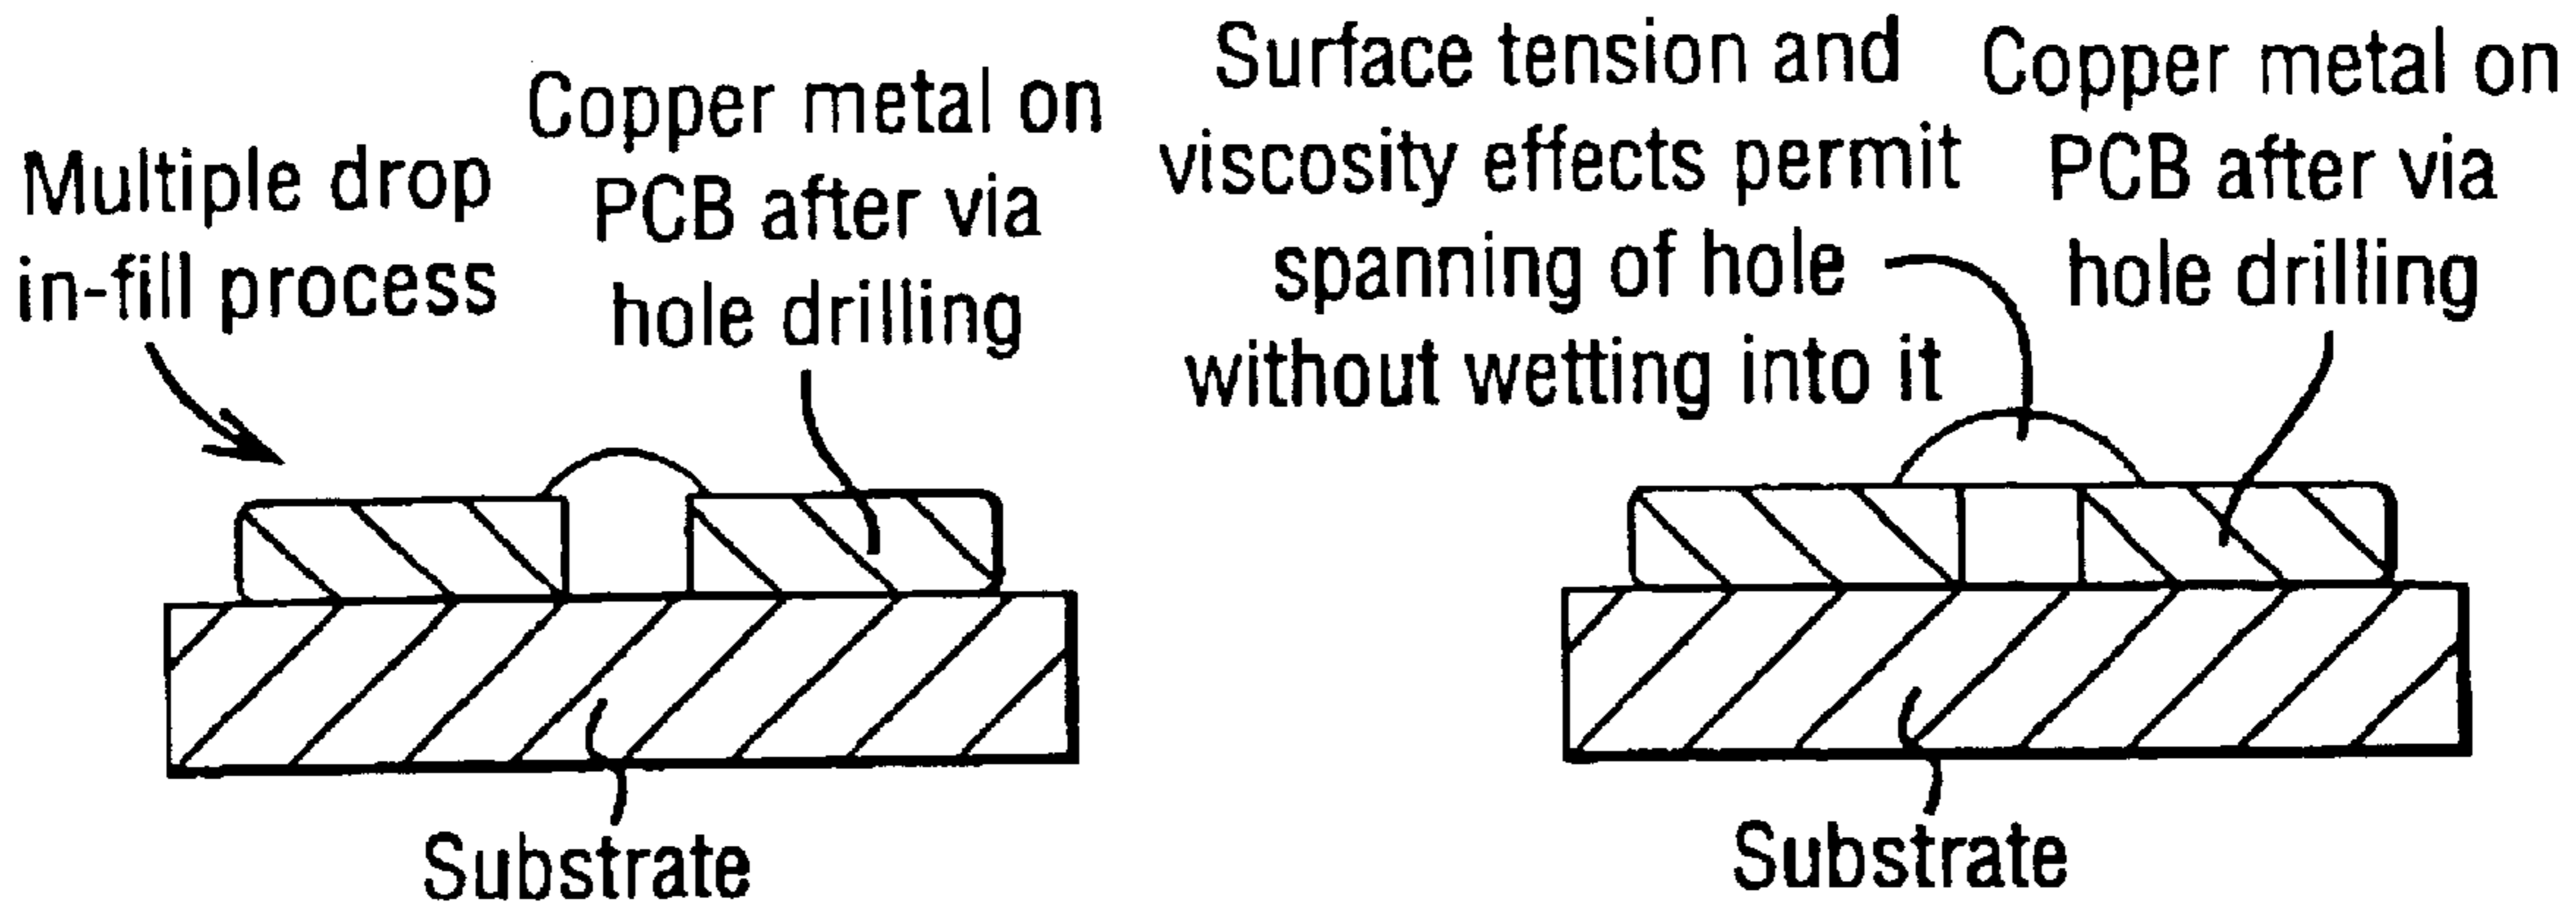 Multiple drop
in-fill process
Copper metal on
PCB after via
hole drilling
Substrate
Surface tension and
viscosity effects permit
spanning of hole
without wetting into it
Copper metal on
PCB after via
hole drilling
Substrate